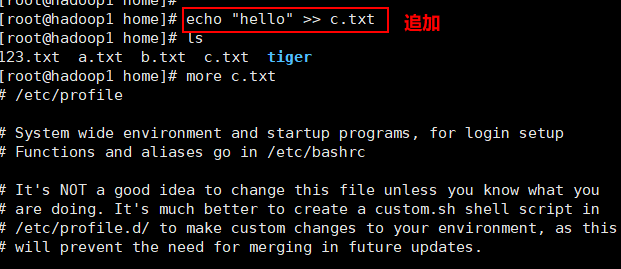 [root@hadoop1 home]#
[root@hadoop1 home]# echo "hello" >> c.txt 追加
[root@hadoop1 home]# ls
123.txt a.txt b.txt c.txt tiger
[root@hadoop1 home]# more c.txt
# /etc/profile
# System wide environment and startup programs, for login setup
# Functions and aliases go in /etc/bashrc
# It's NOT a good idea to change this file unless you know what you
# are doing. It's much better to create a custom.sh shell script in
# /etc/profile.d/ to make custom changes to your environment, as this
# will prevent the need for merging in future updates.